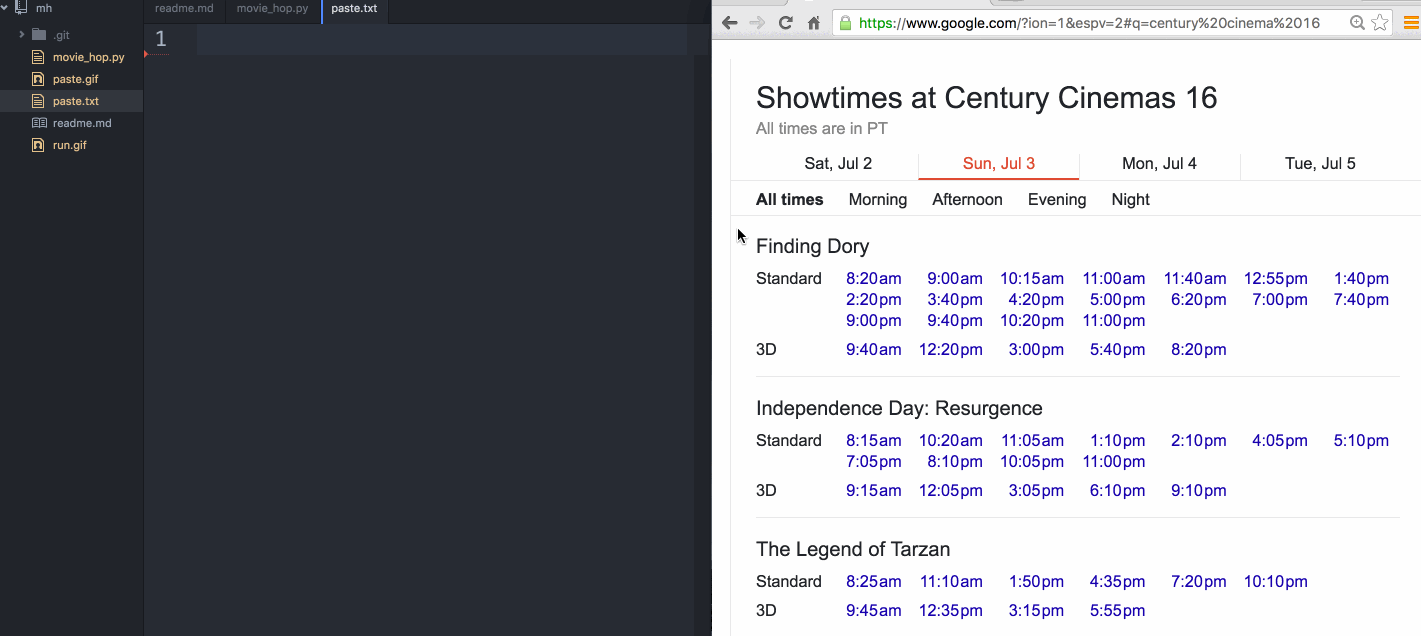 mh
.git
movie_hop.py
paste.gif
paste.txt
readme.md
run.gif
readme.md movie_hop.py paste.txt
1
https://www.google.com/?ion=1&espv=2#q=century%20cinema%2016
Showtimes at Century Cinemas 16
All times are in PT
Sat, Jul 2 Sun, Jul 3 Mon, Jul 4 Tue, Jul 5
All times Morning Afternoon Evening Night
Finding Dory
Standard 8:20am 9:00am 10:15am 11:00am 11:40am 12:55pm 1:40pm
2:20pm 3:40pm 4:20pm 5:00pm 6:20pm 7:00pm 7:40pm
9:00pm 9:40pm 10:20pm 11:00pm
3D 9:40am 12:20pm 3:00pm 5:40pm 8:20pm
Independence Day: Resurgence
Standard 8:15am 10:20am 11:05am 1:10pm 2:10pm 4:05pm 5:10pm
7:05pm 8:10pm 10:05pm 11:00pm
3D 9:15am 12:05pm 3:05pm 6:10pm 9:10pm
The Legend of Tarzan
Standard 8:25am 11:10am 1:50pm 4:35pm 7:20pm 10:10pm
3D 9:45am 12:35pm 3:15pm 5:55pm